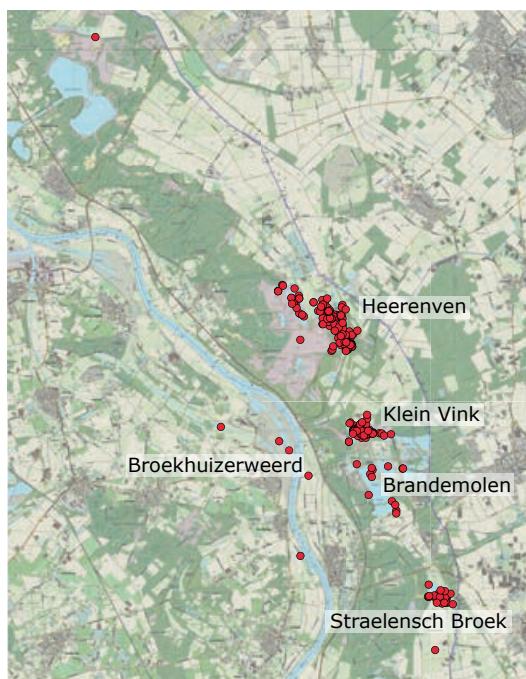 Heerenven
Klein Vink
Broekhuizerweerd
Brandemolen
Straelensch Broek